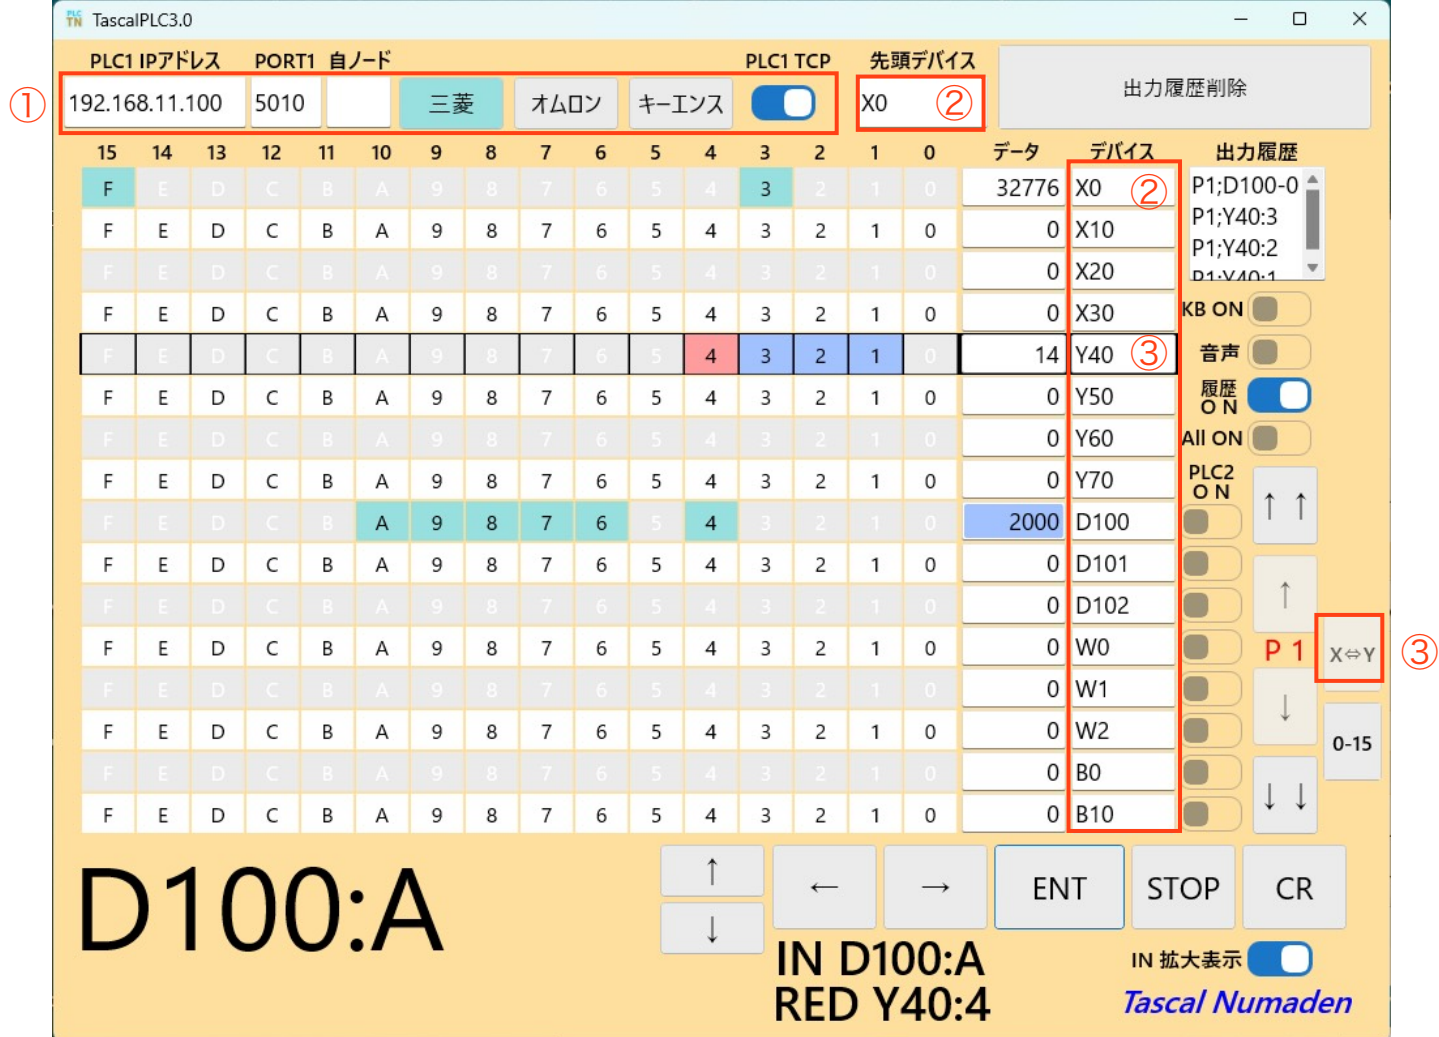 PLC TN TascalPLC3.0
PLC1 IPアドレス PORT1 自ノード PLC1 TCP 先頭デバイス 出力履歴削除
① 192.168.11.100 5010 三菱 オムロン キーエンス X0 ②
15 14 13 12 11 10 9 8 7 6 5 4 3 2 1 0 データ デバイス 出力履歴
F E D C B A 9 8 7 6 5 4 3 2 1 0 32776 X0 ② P1;D100-0
F E D C B A 9 8 7 6 5 4 3 2 1 0 0 X10 P1;Y40:3
P1;Y40:2
F E D C B A 9 8 7 6 5 4 3 2 1 0 0 X20 P1;Y40:1
F E D C B A 9 8 7 6 5 4 3 2 1 0 0 X30 KB ON
F E D C B A 9 8 7 6 5 4 3 2 1 0 14 Y40 ③ 音声
F E D C B A 9 8 7 6 5 4 3 2 1 0 0 Y50 履歴
O N
F E D C B A 9 8 7 6 5 4 3 2 1 0 0 Y60 All ON
F E D C B A 9 8 7 6 5 4 3 2 1 0 0 Y70 PLC2
O N
F E D C B A 9 8 7 6 5 4 3 2 1 0 2000 D100 ↑ ↑
F E D C B A 9 8 7 6 5 4 3 2 1 0 0 D101
F E D C B A 9 8 7 6 5 4 3 2 1 0 0 D102 ↑
F E D C B A 9 8 7 6 5 4 3 2 1 0 0 W0 P 1 X⇔Y ③
F E D C B A 9 8 7 6 5 4 3 2 1 0 0 W1 ↓
F E D C B A 9 8 7 6 5 4 3 2 1 0 0 W2 0-15
F E D C B A 9 8 7 6 5 4 3 2 1 0 0 B0
F E D C B A 9 8 7 6 5 4 3 2 1 0 0 B10 ↓ ↓
D100:A ↑ ↓ ← → ENT STOP CR
IN D100:A IN 拡大表示
RED Y40:4 Tascal Numaden